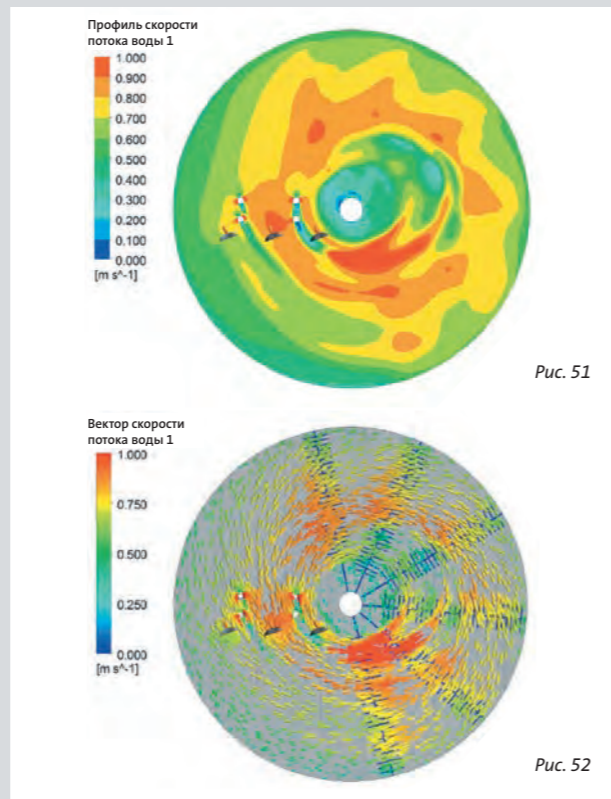 Профиль скорости
потока воды 1
1.000
0.900
0.800
0.700
0.600
0.500
0.400
0.300
0.200
0.100
0.000
[m s^-1]
Рис. 51
Вектор скорости
потока воды 1
1.000
0.750
0.500
0.250
0.000
[m s^-1]
Рис. 52